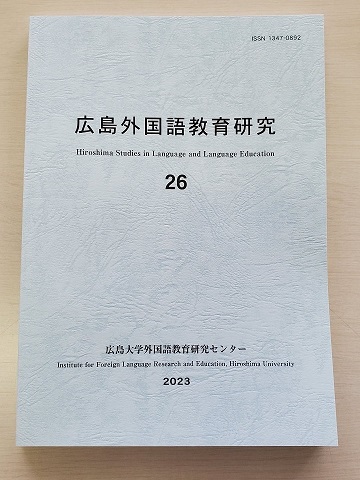 ISSN 1347-0892
広島外国語教育研究
Hiroshima Studies in Language and Language Education
26
広島大学外国語教育研究センター
Institute for Foreign Language Research and Education, Hiroshima University
2023